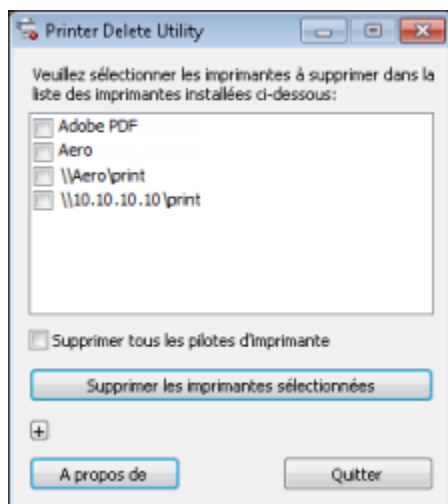 Printer Delete Utility
Veuillez sélectionner les imprimantes à supprimer dans la
liste des imprimantes installées ci-dessous:
Adobe PDF
Aero
\\Aero\print
\\10.10.10.10\print
Supprimer tous les pilotes d'imprimante
Supprimer les imprimantes sélectionnées
A propos de
Quitter